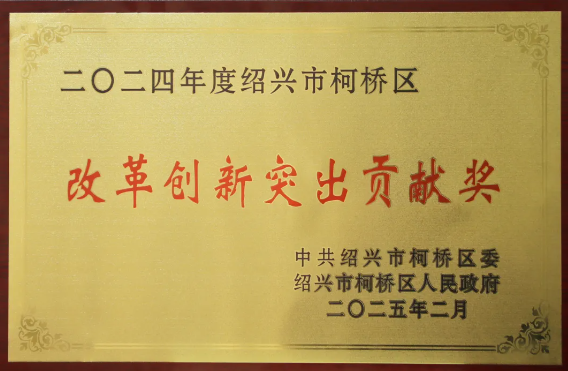 二〇二四年度绍兴市柯桥区
改革创新突出贡献奖
中共绍兴市柯桥区委
绍兴市柯桥区人民政府
二〇二五年二月